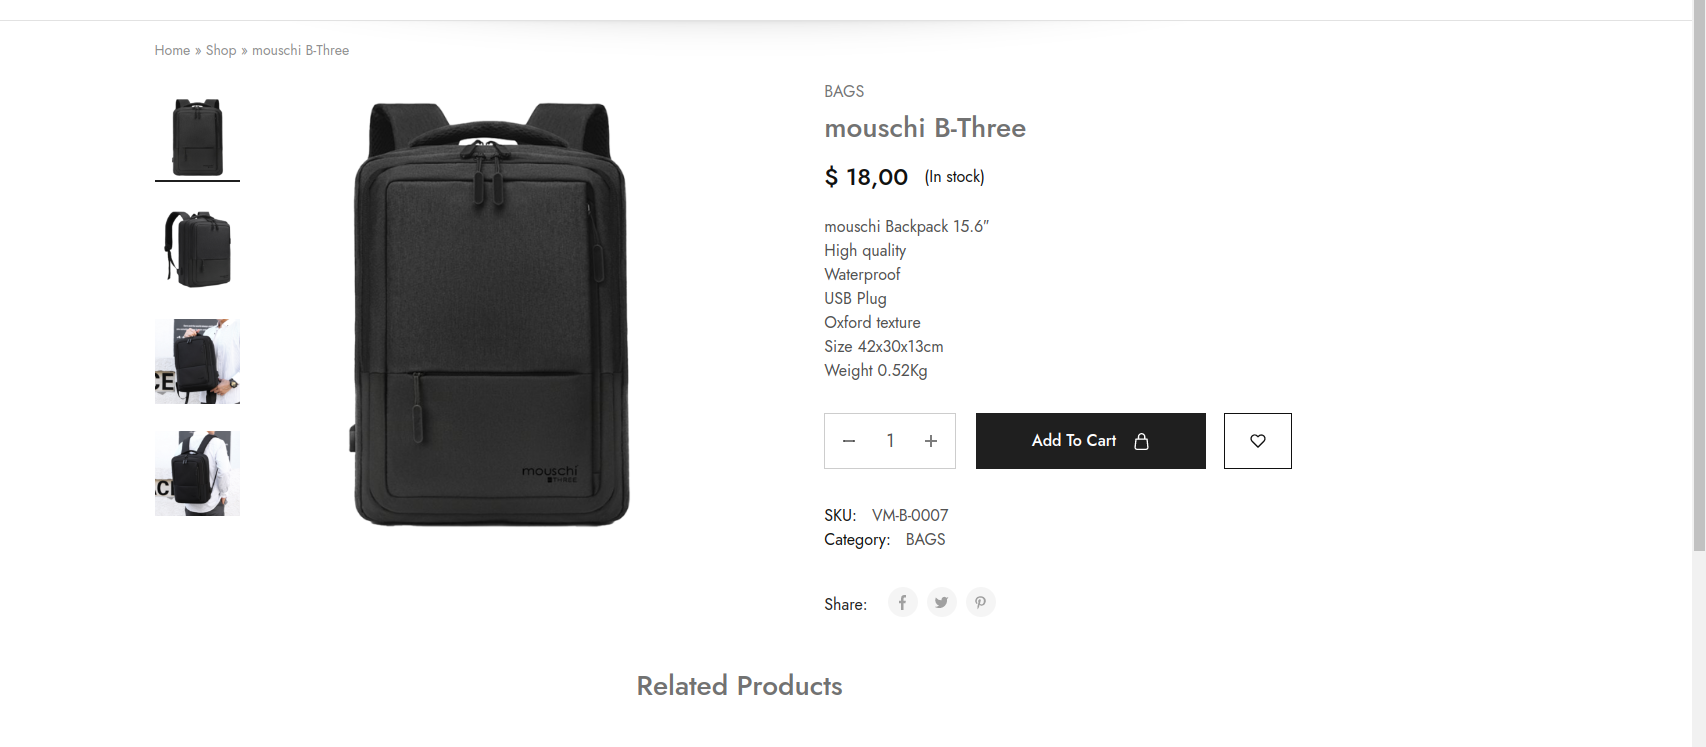 Home » Shop » mouschi B-Three
BAGS
mouschi B-Three
$ 18,00 (In stock)
mouschi Backpack 15.6″
High quality
Waterproof
USB Plug
Oxford texture
Size 42x30x13cm
Weight 0.52Kg
1
Add To Cart
mouschi
THREE
SKU: VM-B-0007
Category: BAGS
Share:
Related Products